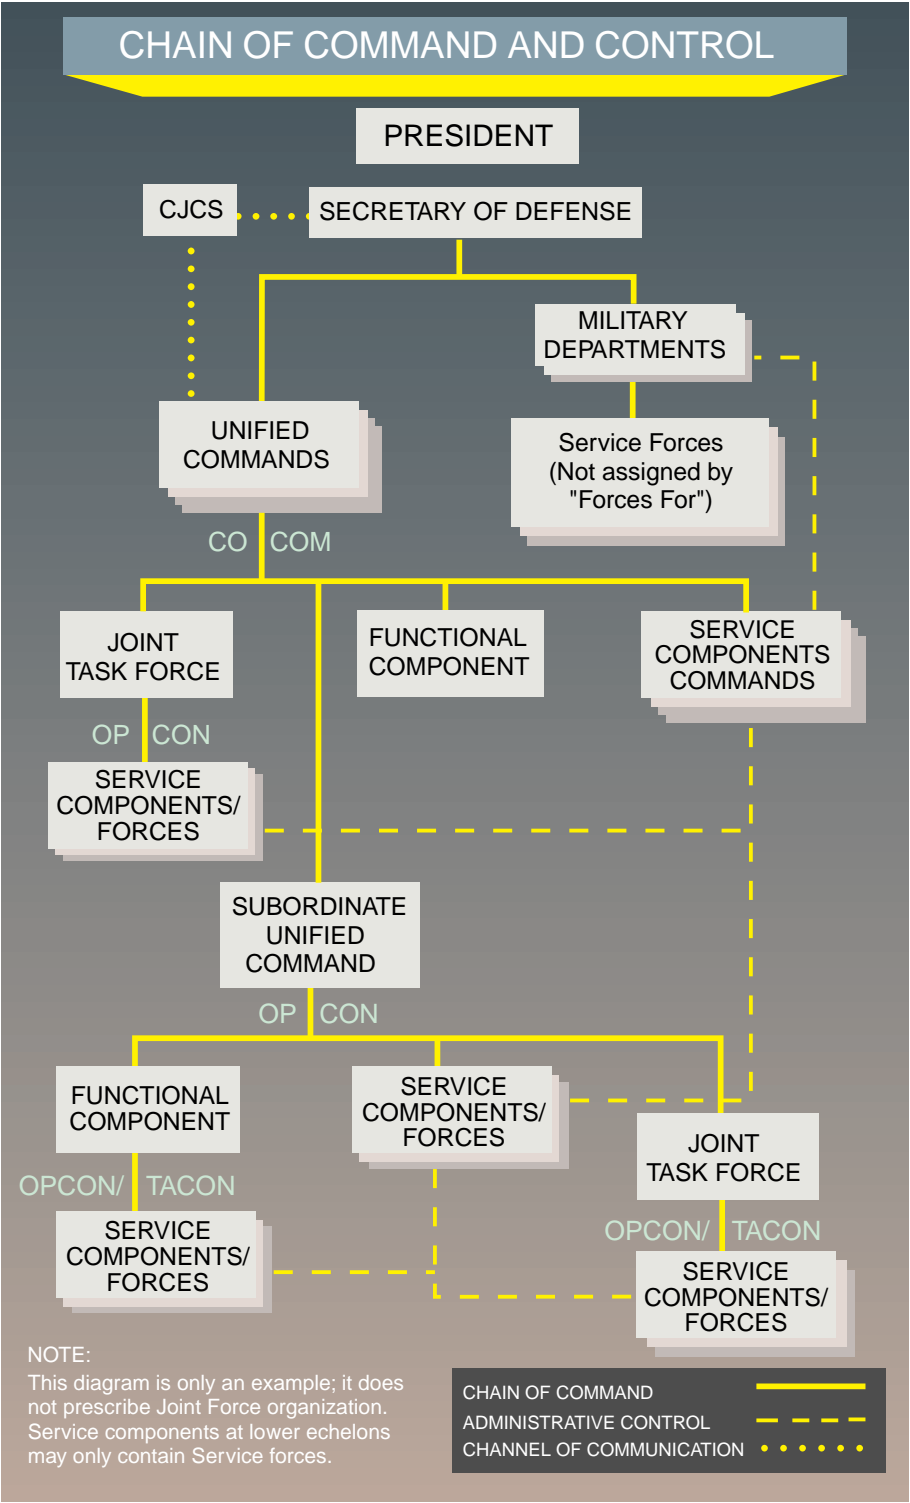 CHAIN OF COMMAND AND CONTROL
PRESIDENT
CJCS
SECRETARY OF DEFENSE
MILITARY
DEPARTMENTS
UNIFIED
COMMANDS
Service Forces
(Not assigned by
"Forces For")
CO COM
JOINT
TASK FORCE
FUNCTIONAL
COMPONENT
SERVICE
COMPONENTS
COMMANDS
OP CON
SERVICE
COMPONENTS/
FORCES
SUBORDINATE
UNIFIED
COMMAND
OP CON
FUNCTIONAL
COMPONENT
SERVICE
COMPONENTS/
FORCES
JOINT
TASK FORCE
OPCON/ TACON
SERVICE
COMPONENTS/
FORCES
OPCON/ TACON
SERVICE
COMPONENTS/
FORCES
NOTE:
This diagram is only an example; it does
not prescribe Joint Force organization.
Service components at lower echelons
may only contain Service forces.
CHAIN OF COMMAND
ADMINISTRATIVE CONTROL
CHANNEL OF COMMUNICATION